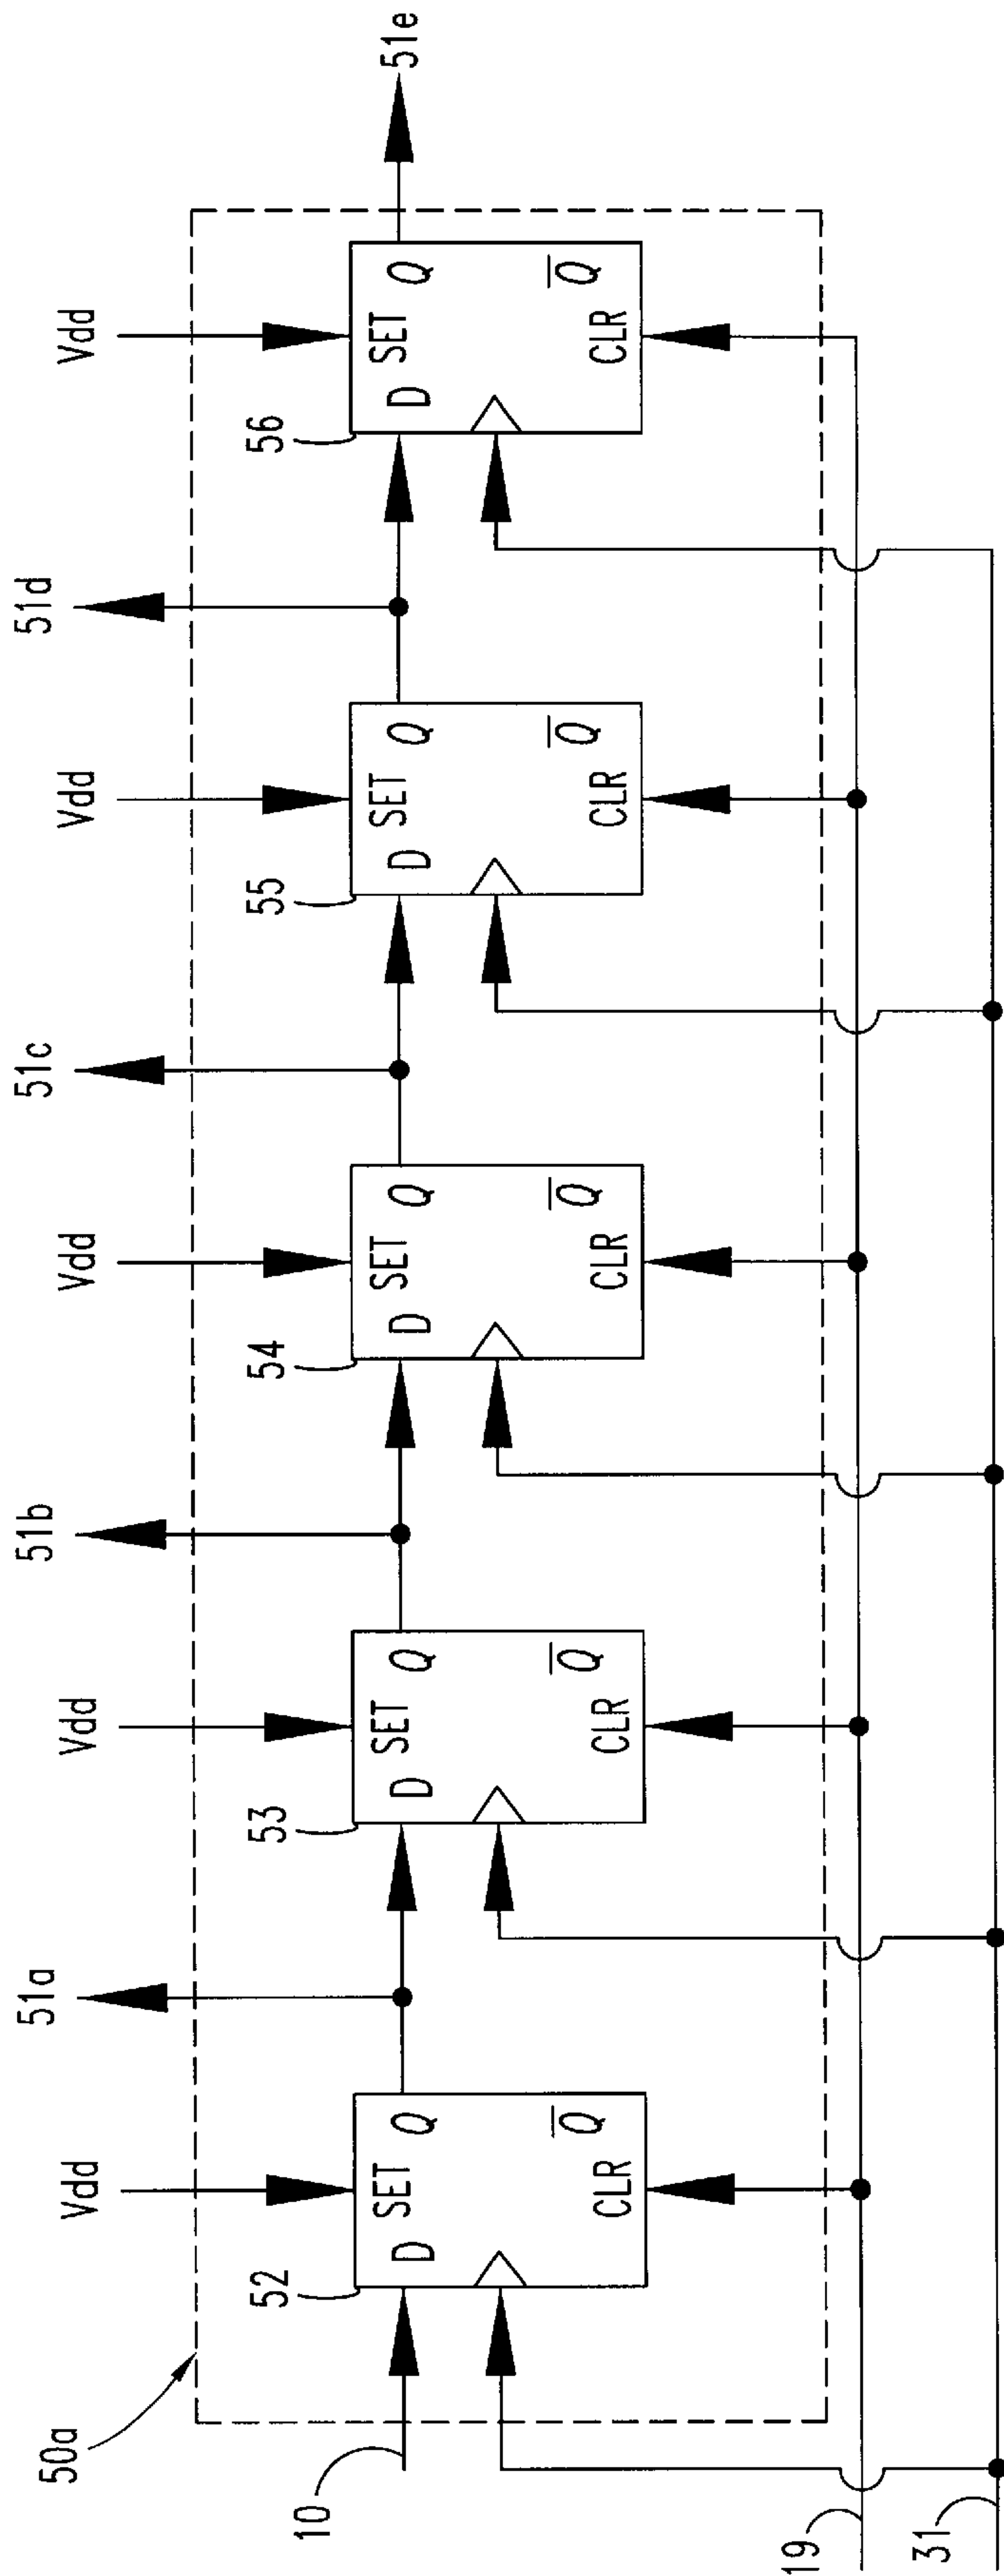 Vdd
Vdd
Vdd
Vdd
Vdd
51a
51b
51c
51d
51e
50a
52
53
54
55
56
10
D SET Q
CLR Q̅
D SET Q
CLR Q̅
D SET Q
CLR Q̅
D SET Q
CLR Q̅
D SET Q
CLR Q̅
19
31